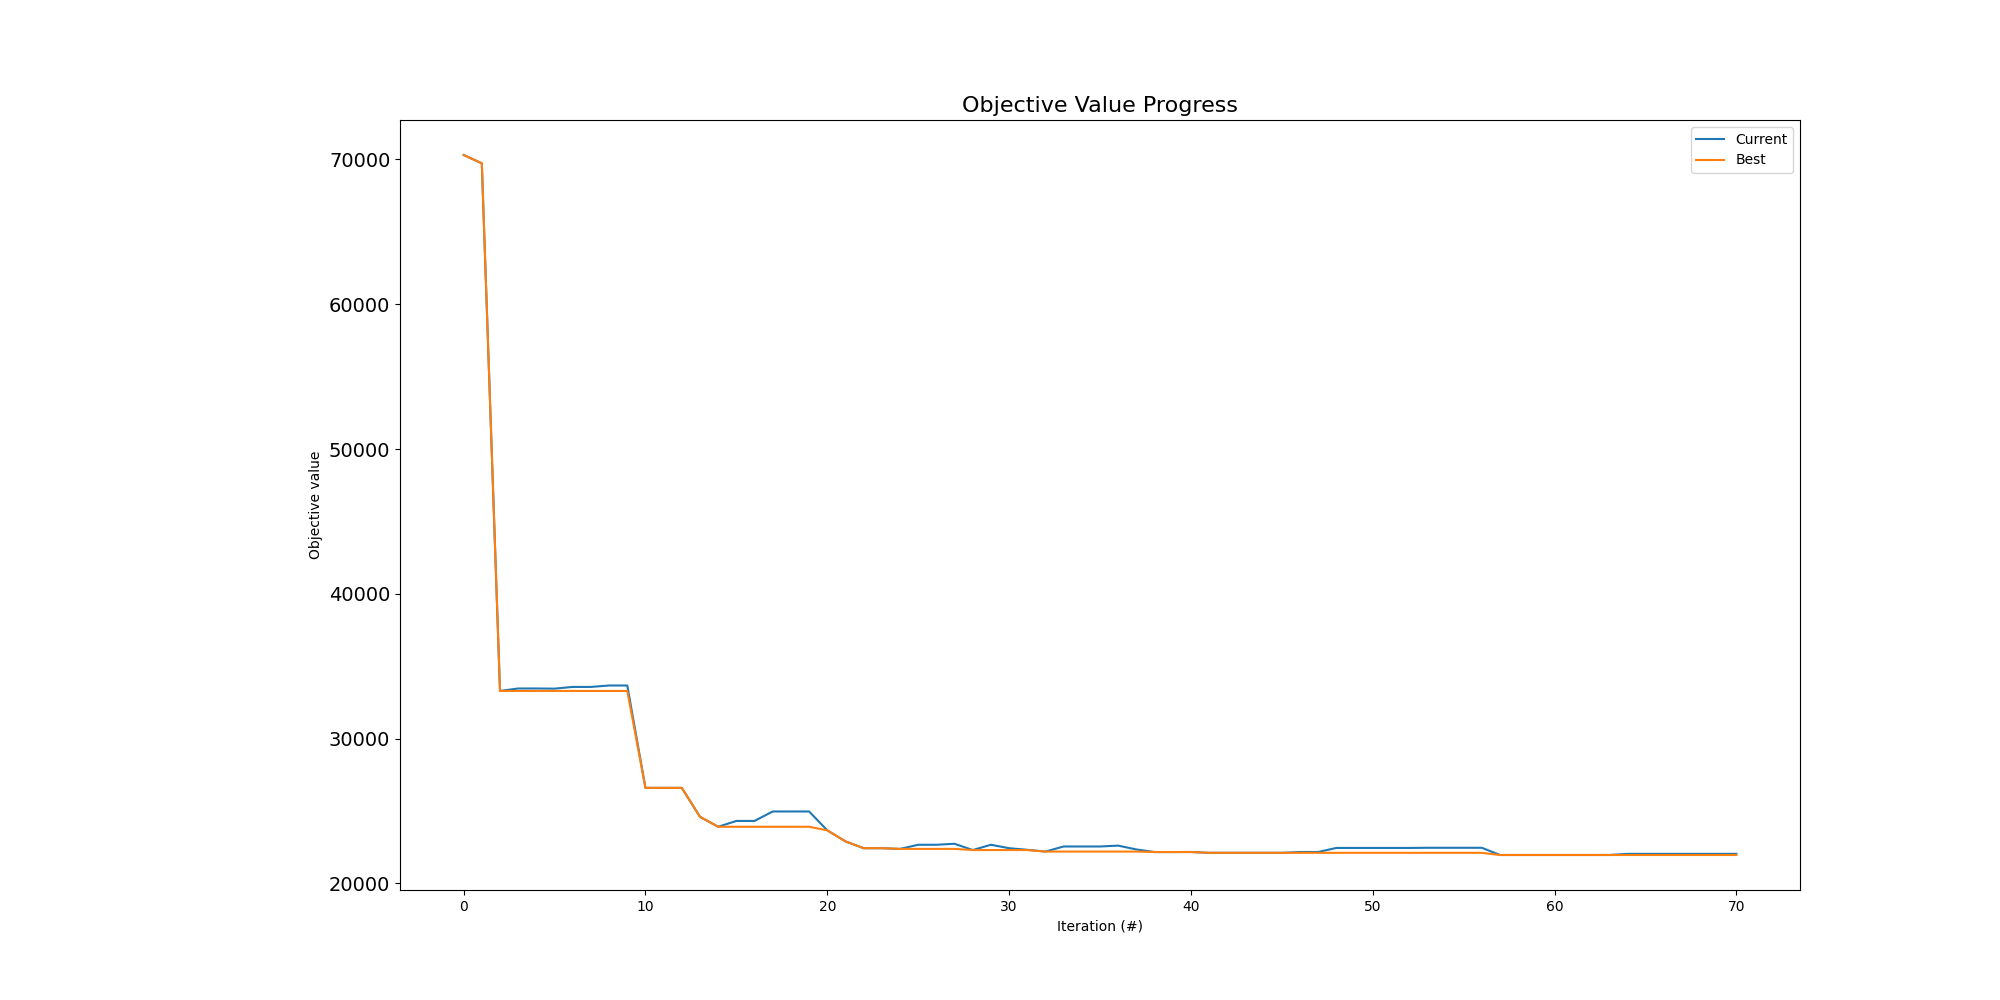 Objective Value Progress
Current
Best
70000
60000
50000
40000
30000
20000
Objective value
0 10 20 30 40 50 60 70
Iteration (#)